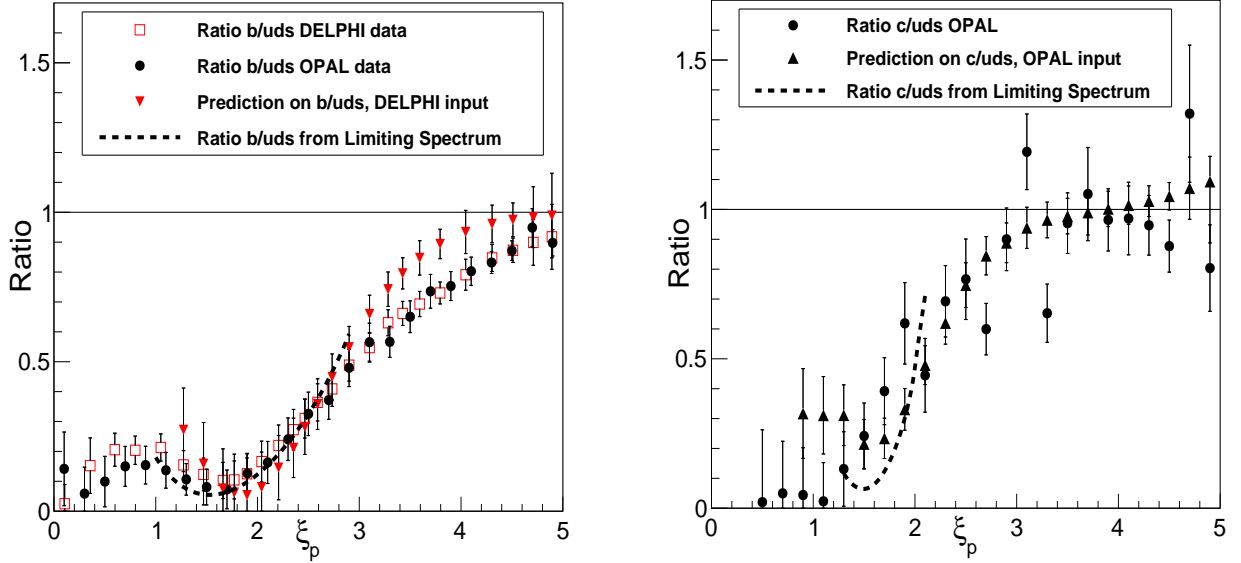 Ratio b/uds DELPHI data
Ratio b/uds OPAL data
Prediction on b/uds, DELPHI input
Ratio b/uds from Limiting Spectrum
1.5
1
0.5
0
Ratio
0 1 2 3 4 5
ξp
Ratio c/uds OPAL
Prediction on c/uds, OPAL input
Ratio c/uds from Limiting Spectrum
1.5
1
0.5
0
Ratio
0 1 2 3 4 5
ξp